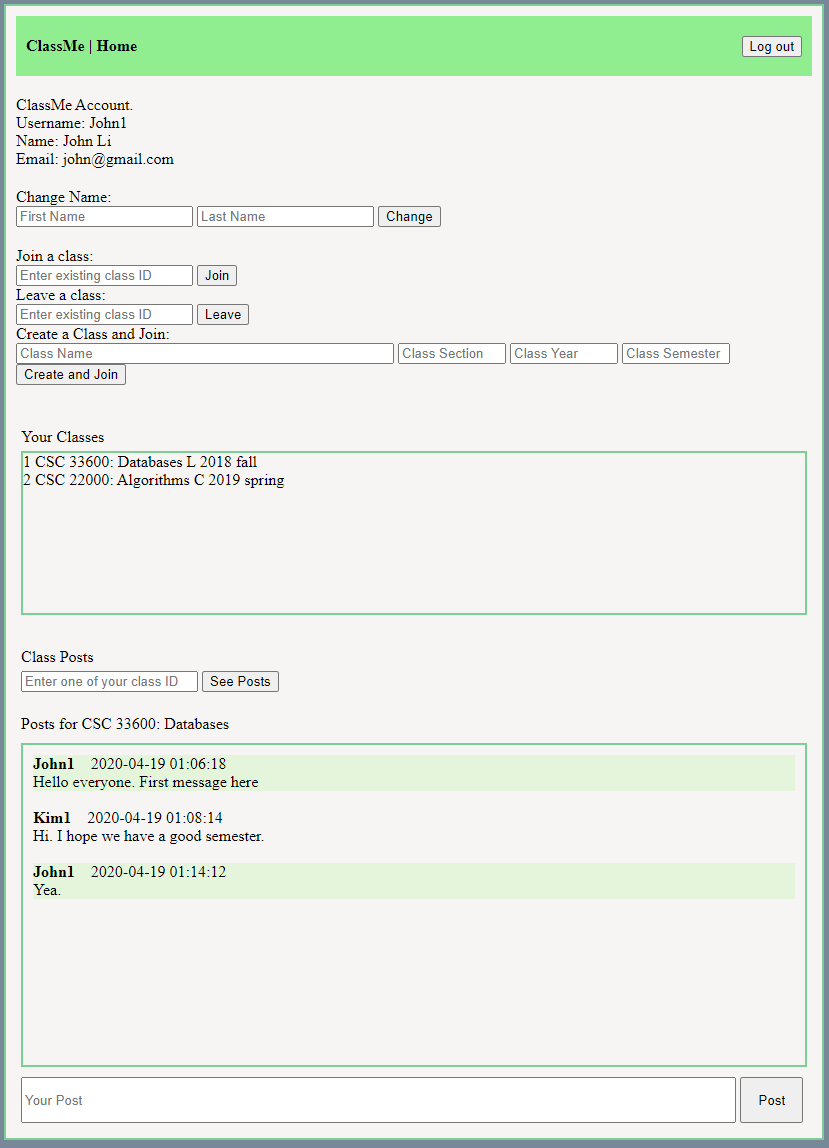 ClassMe | Home
Log out
ClassMe Account.
Username: John1
Name: John Li
Email: john@gmail.com
Change Name:
First Name Last Name Change
Join a class:
Enter existing class ID Join
Leave a class:
Enter existing class ID Leave
Create a Class and Join:
Class Name Class Section Class Year Class Semester
Create and Join
Your Classes
1 CSC 33600: Databases L 2018 fall
2 CSC 22000: Algorithms C 2019 spring
Class Posts
Enter one of your class ID See Posts
Posts for CSC 33600: Databases
John1 2020-04-19 01:06:18
Hello everyone. First message here
Kim1 2020-04-19 01:08:14
Hi. I hope we have a good semester.
John1 2020-04-19 01:14:12
Yea.
Your Post Post